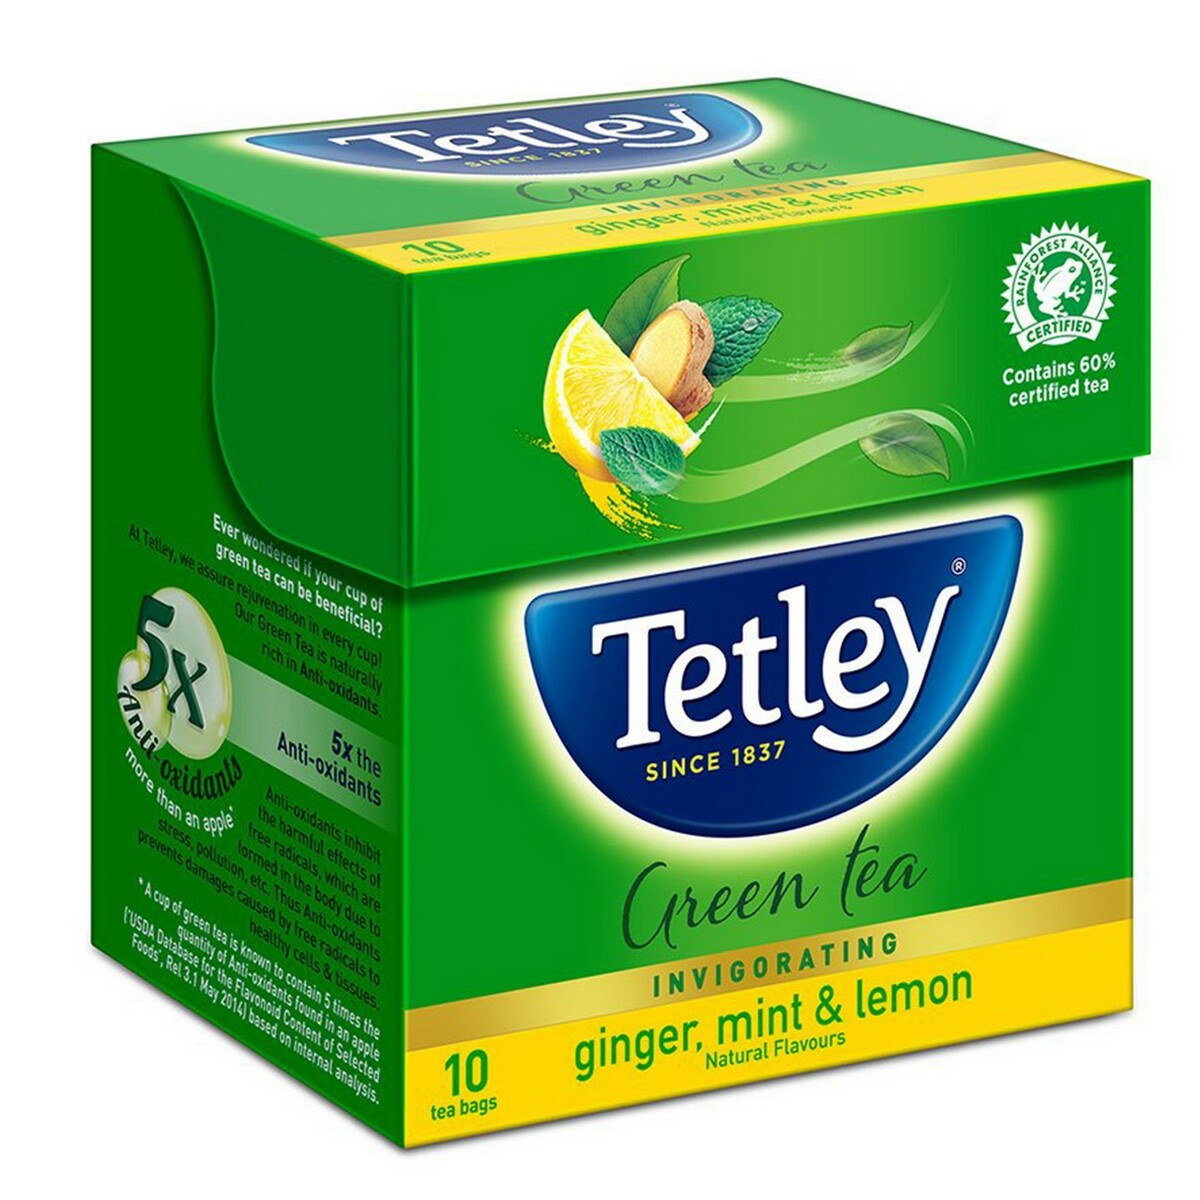 Tetley
®
SINCE 1837
Green tea
INVIGORATING
ginger, mint & lemon
Natural Flavours
10
tea bags
RAINFOREST ALLIANCE
CERTIFIED
Contains 60%
certified tea
Tetley
®
SINCE 1837
Green tea
INVIGORATING
ginger, mint & lemon
Natural Flavours
10
tea bags
Ever wondered if your cup of
green tea can be beneficial?
At Tetley, we assure rejuvenation in every cup!
Our Green Tea is naturally
rich in Anti-oxidants.
5x
Anti-oxidants
more than an apple*
5x the
Anti-oxidants
Anti-oxidants inhibit
the harmful effects of
free radicals, which are
formed in the body due to
stress, pollution, etc. Thus Anti-oxidants
prevents damages caused by free radicals to
healthy cells & tissues.
* A cup of green tea is known to contain 5 times the
quantity of Anti-oxidants found in an apple
('USDA Database for the Flavonoid Content of Selected
Foods', Rel 3.1 May 2014) based on internal analysis.